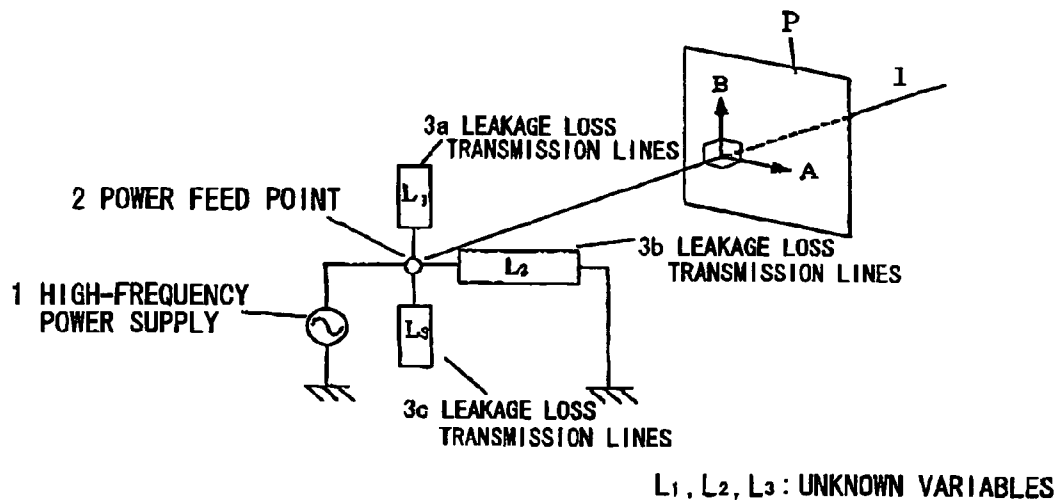 P
1
B
A
3a LEAKAGE LOSS
TRANSMISSION LINES
L1
2 POWER FEED POINT
3b LEAKAGE LOSS
TRANSMISSION LINES
L2
1 HIGH-FREQUENCY
POWER SUPPLY
L3
3c LEAKAGE LOSS
TRANSMISSION LINES
L1, L2, L3: UNKNOWN VARIABLES